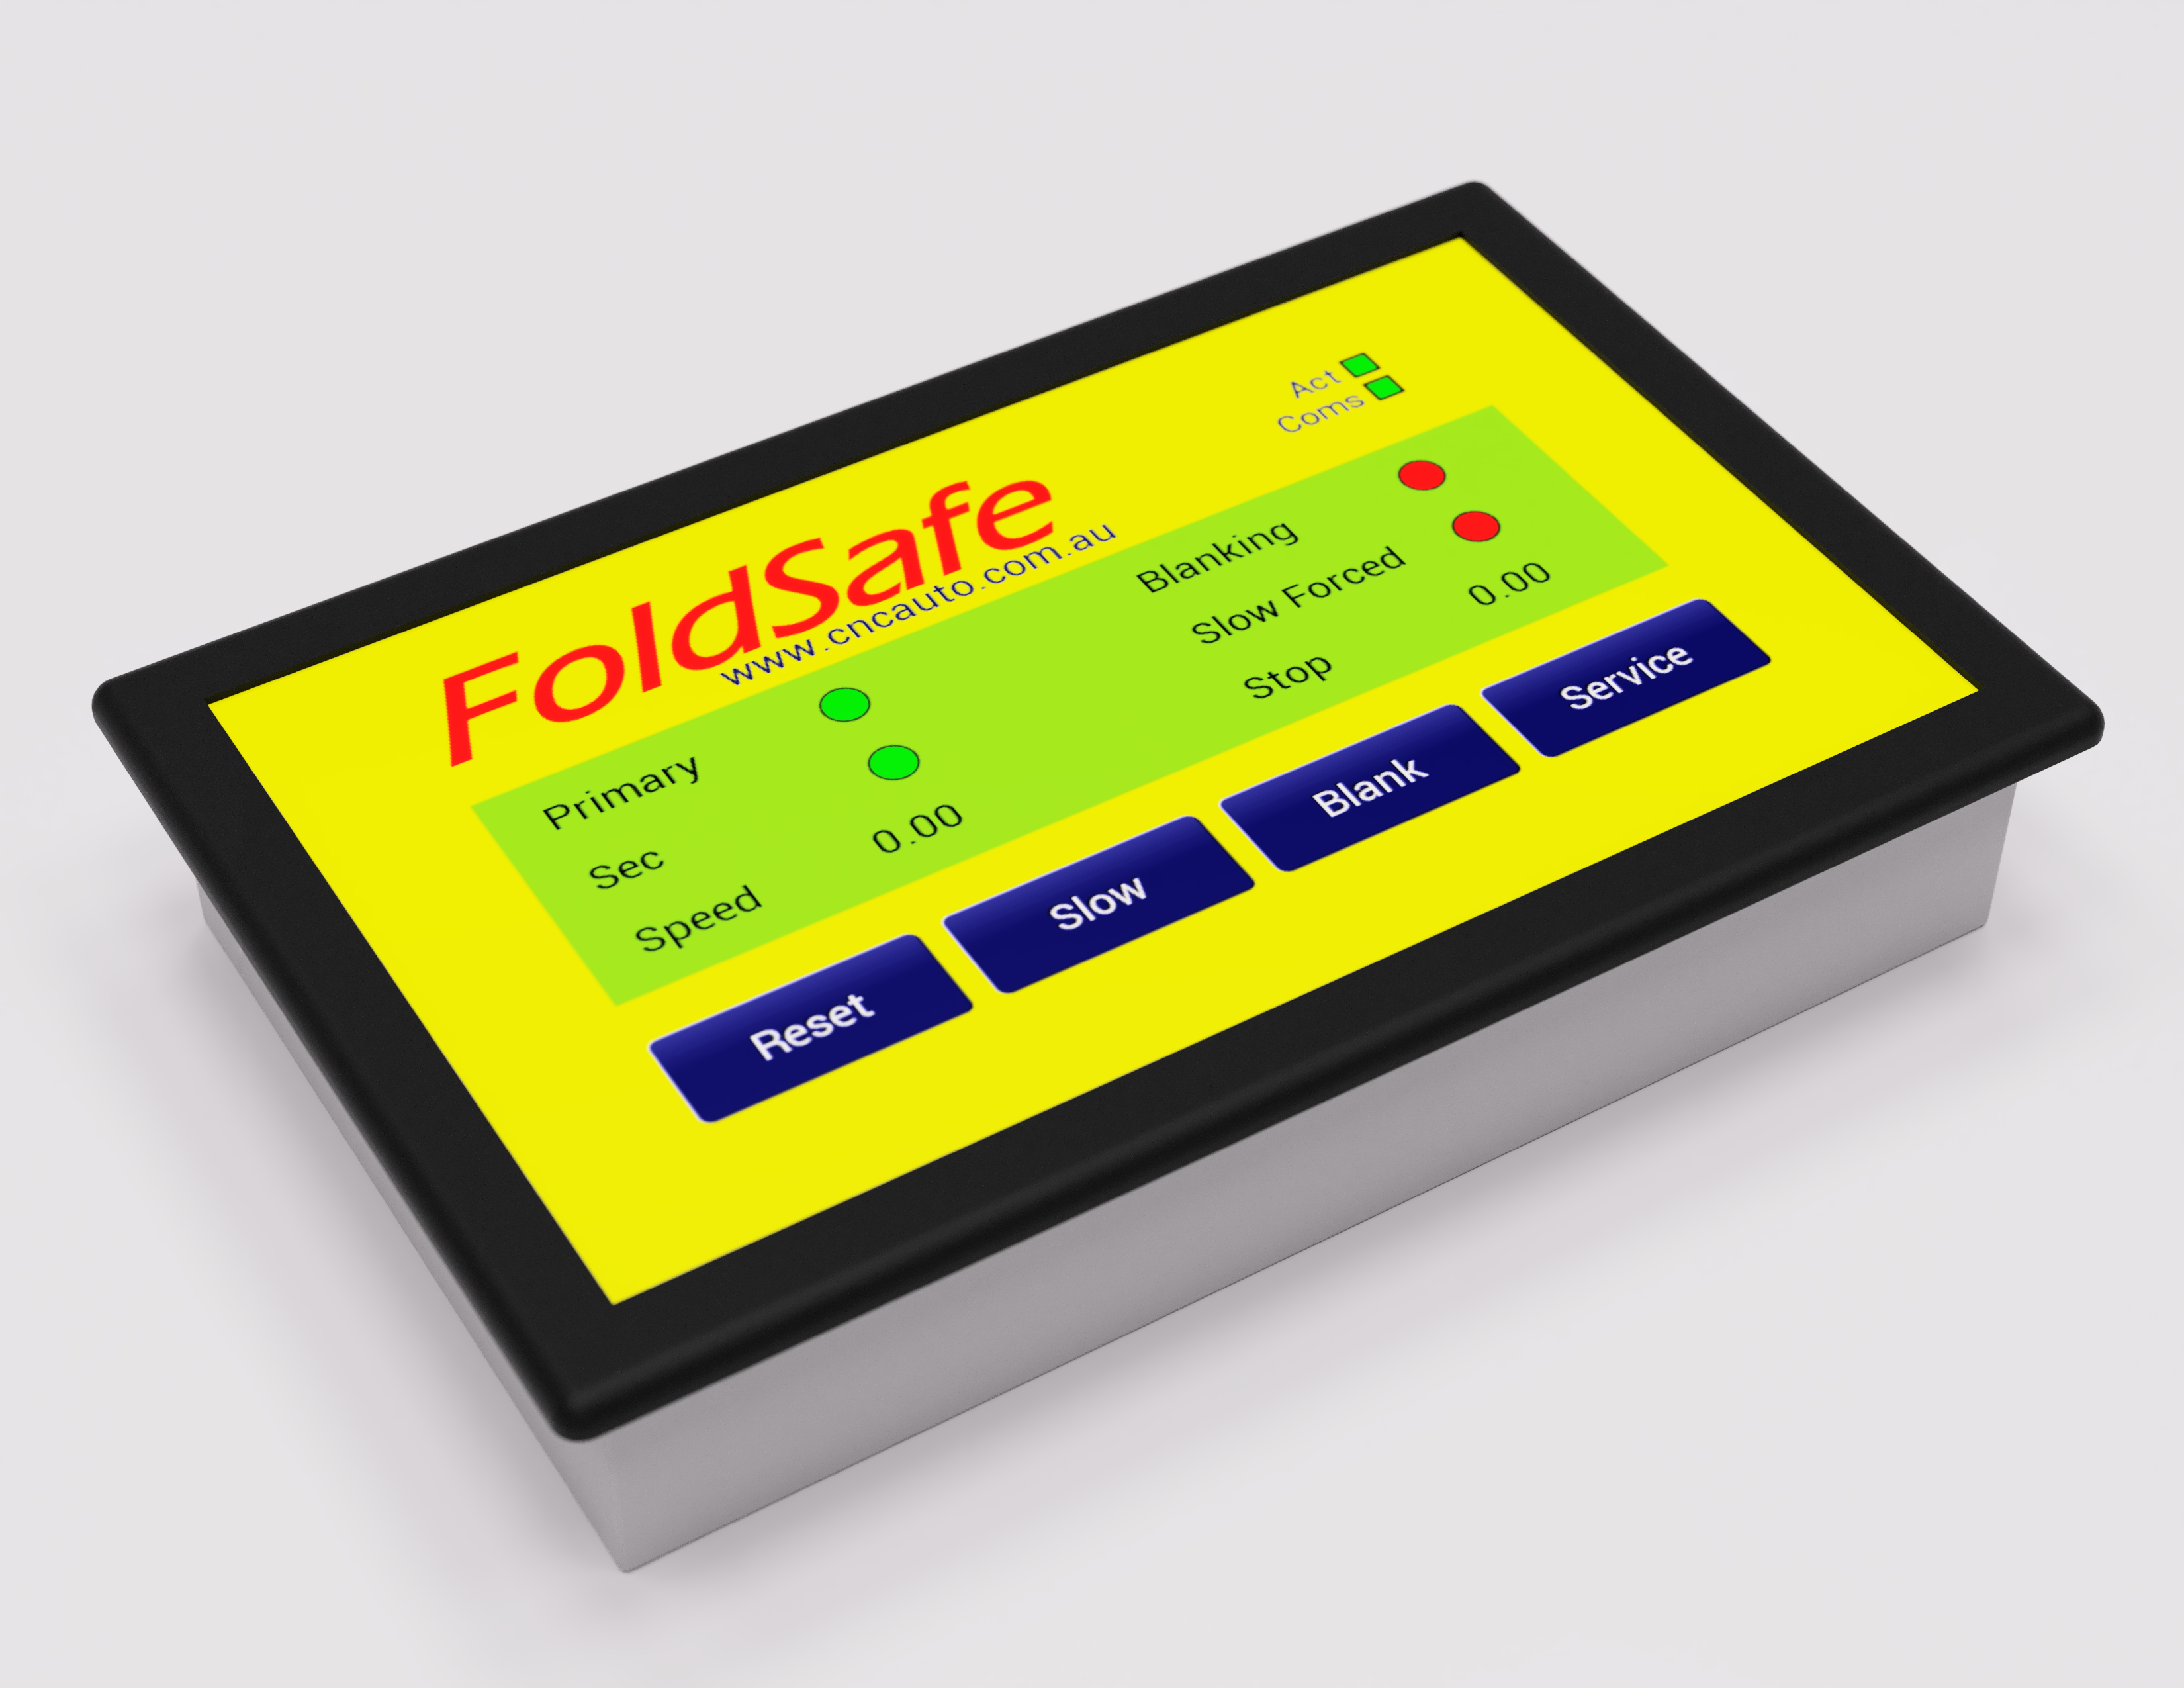 FoldSafe
www.cncauto.com.au
Act
Coms
Primary
Blanking
Sec
Slow Forced
Speed 0.00
Stop 0.00
Reset
Slow
Blank
Service